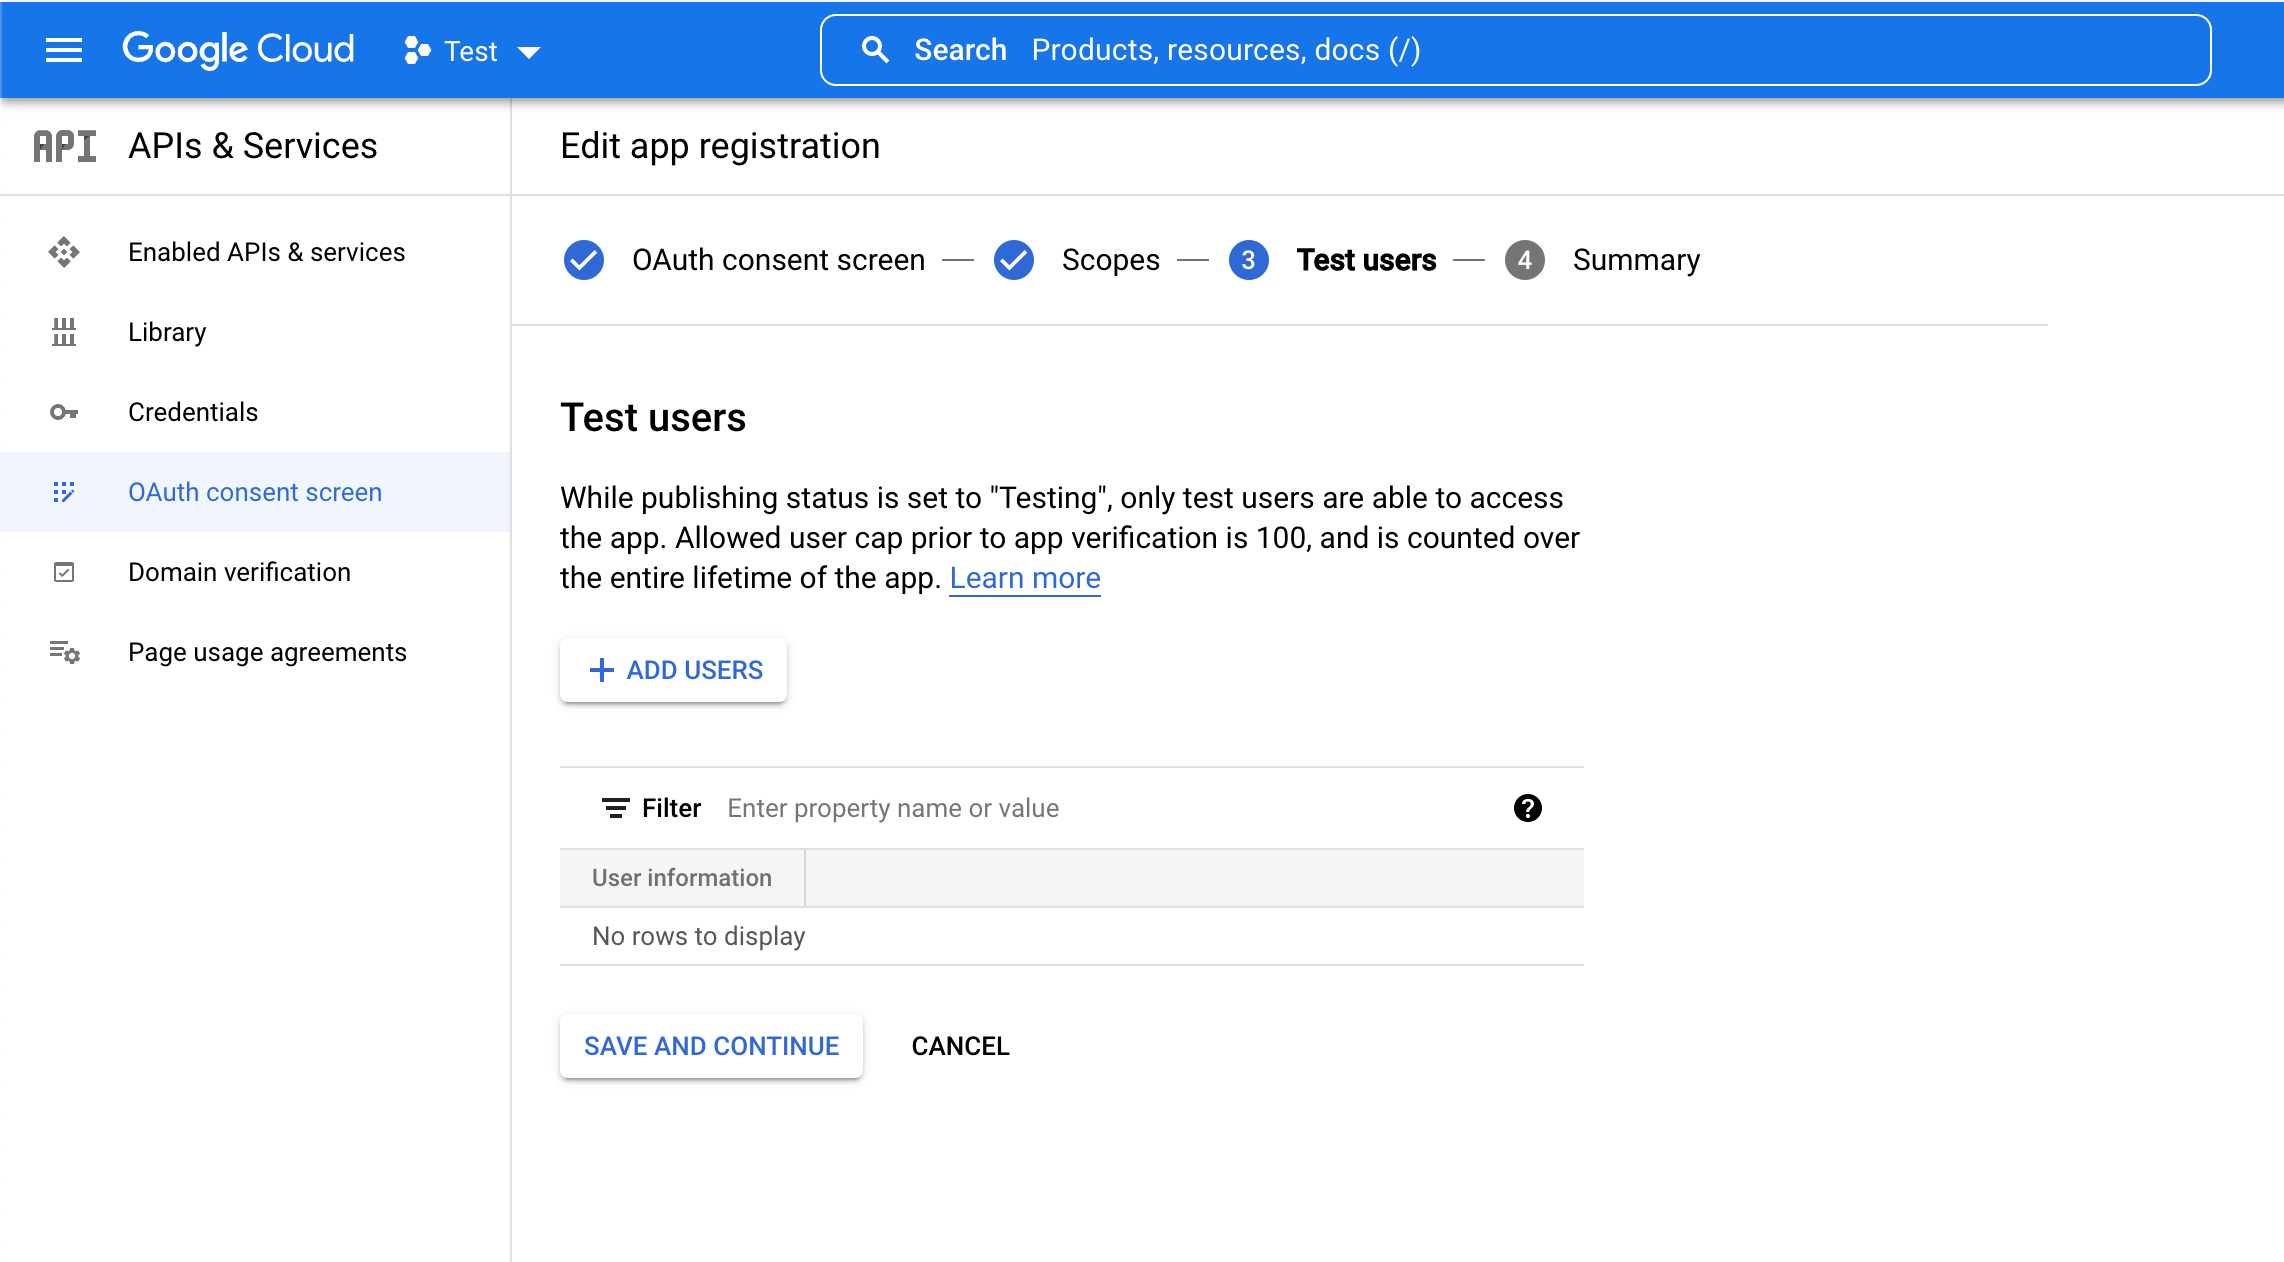 Google Cloud
Test
Search Products, resources, docs (/)
API APIs & Services
Edit app registration
Enabled APIs & services
Library
Credentials
OAuth consent screen
Domain verification
Page usage agreements
OAuth consent screen
Scopes
3 Test users
4 Summary
Test users
While publishing status is set to "Testing", only test users are able to access
the app. Allowed user cap prior to app verification is 100, and is counted over
the entire lifetime of the app. Learn more
+ ADD USERS
Filter Enter property name or value ?
User information
No rows to display
SAVE AND CONTINUE CANCEL